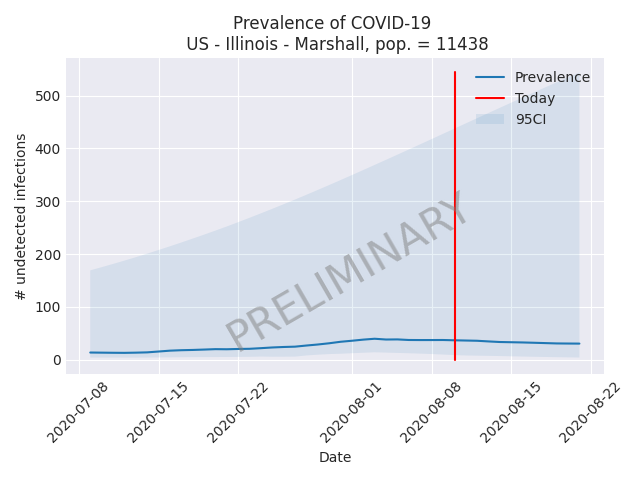 Prevalence of COVID-19
US - Illinois - Marshall, pop. = 11438
Prevalence
Today
95CI
# undetected infections
500
400
300
200
100
0
PRELIMINARY
2020-07-08
2020-07-15
2020-07-22
2020-08-01
2020-08-08
2020-08-15
2020-08-22
Date